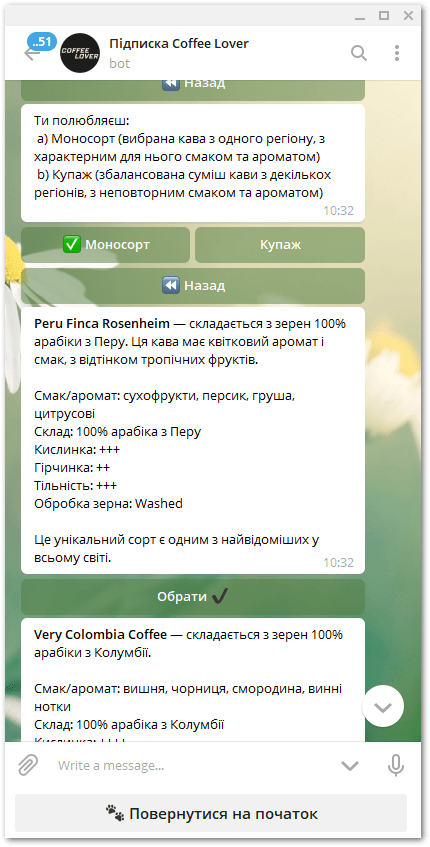 ..51
COFFEE
LOVER
Підписка Coffee Lover
bot
Назад
Ти полюбляєш:
a) Моносорт (вибрана кава з одного регіону, з
характерним для нього смаком та ароматом)
b) Купаж (збалансована суміш кави з декількох
регіонів, з неповторним смаком та ароматом)
10:32
Моносорт
Купаж
Назад
Peru Finca Rosenheim — складається з зерен 100%
арабіки з Перу. Ця кава має квітковий аромат і
смак, з відтінком тропічних фруктів.
Смак/аромат: сухофрукти, персик, груша,
цитрусові
Склад: 100% арабіка з Перу
Кислинка: +++
Гірчинка: ++
Тільність: +++
Обробка зерна: Washed
Це унікальний сорт є одним з найвідоміших у
всьому світі.
10:32
Обрати
Very Colombia Coffee — складається з зерен 100%
арабіки з Колумбії.
Смак/аромат: вишня, чорниця, смородина, винні
нотки
Склад: 100% арабіка з Колумбії
Кислинка: ++++
Write a message...
Повернутися на початок